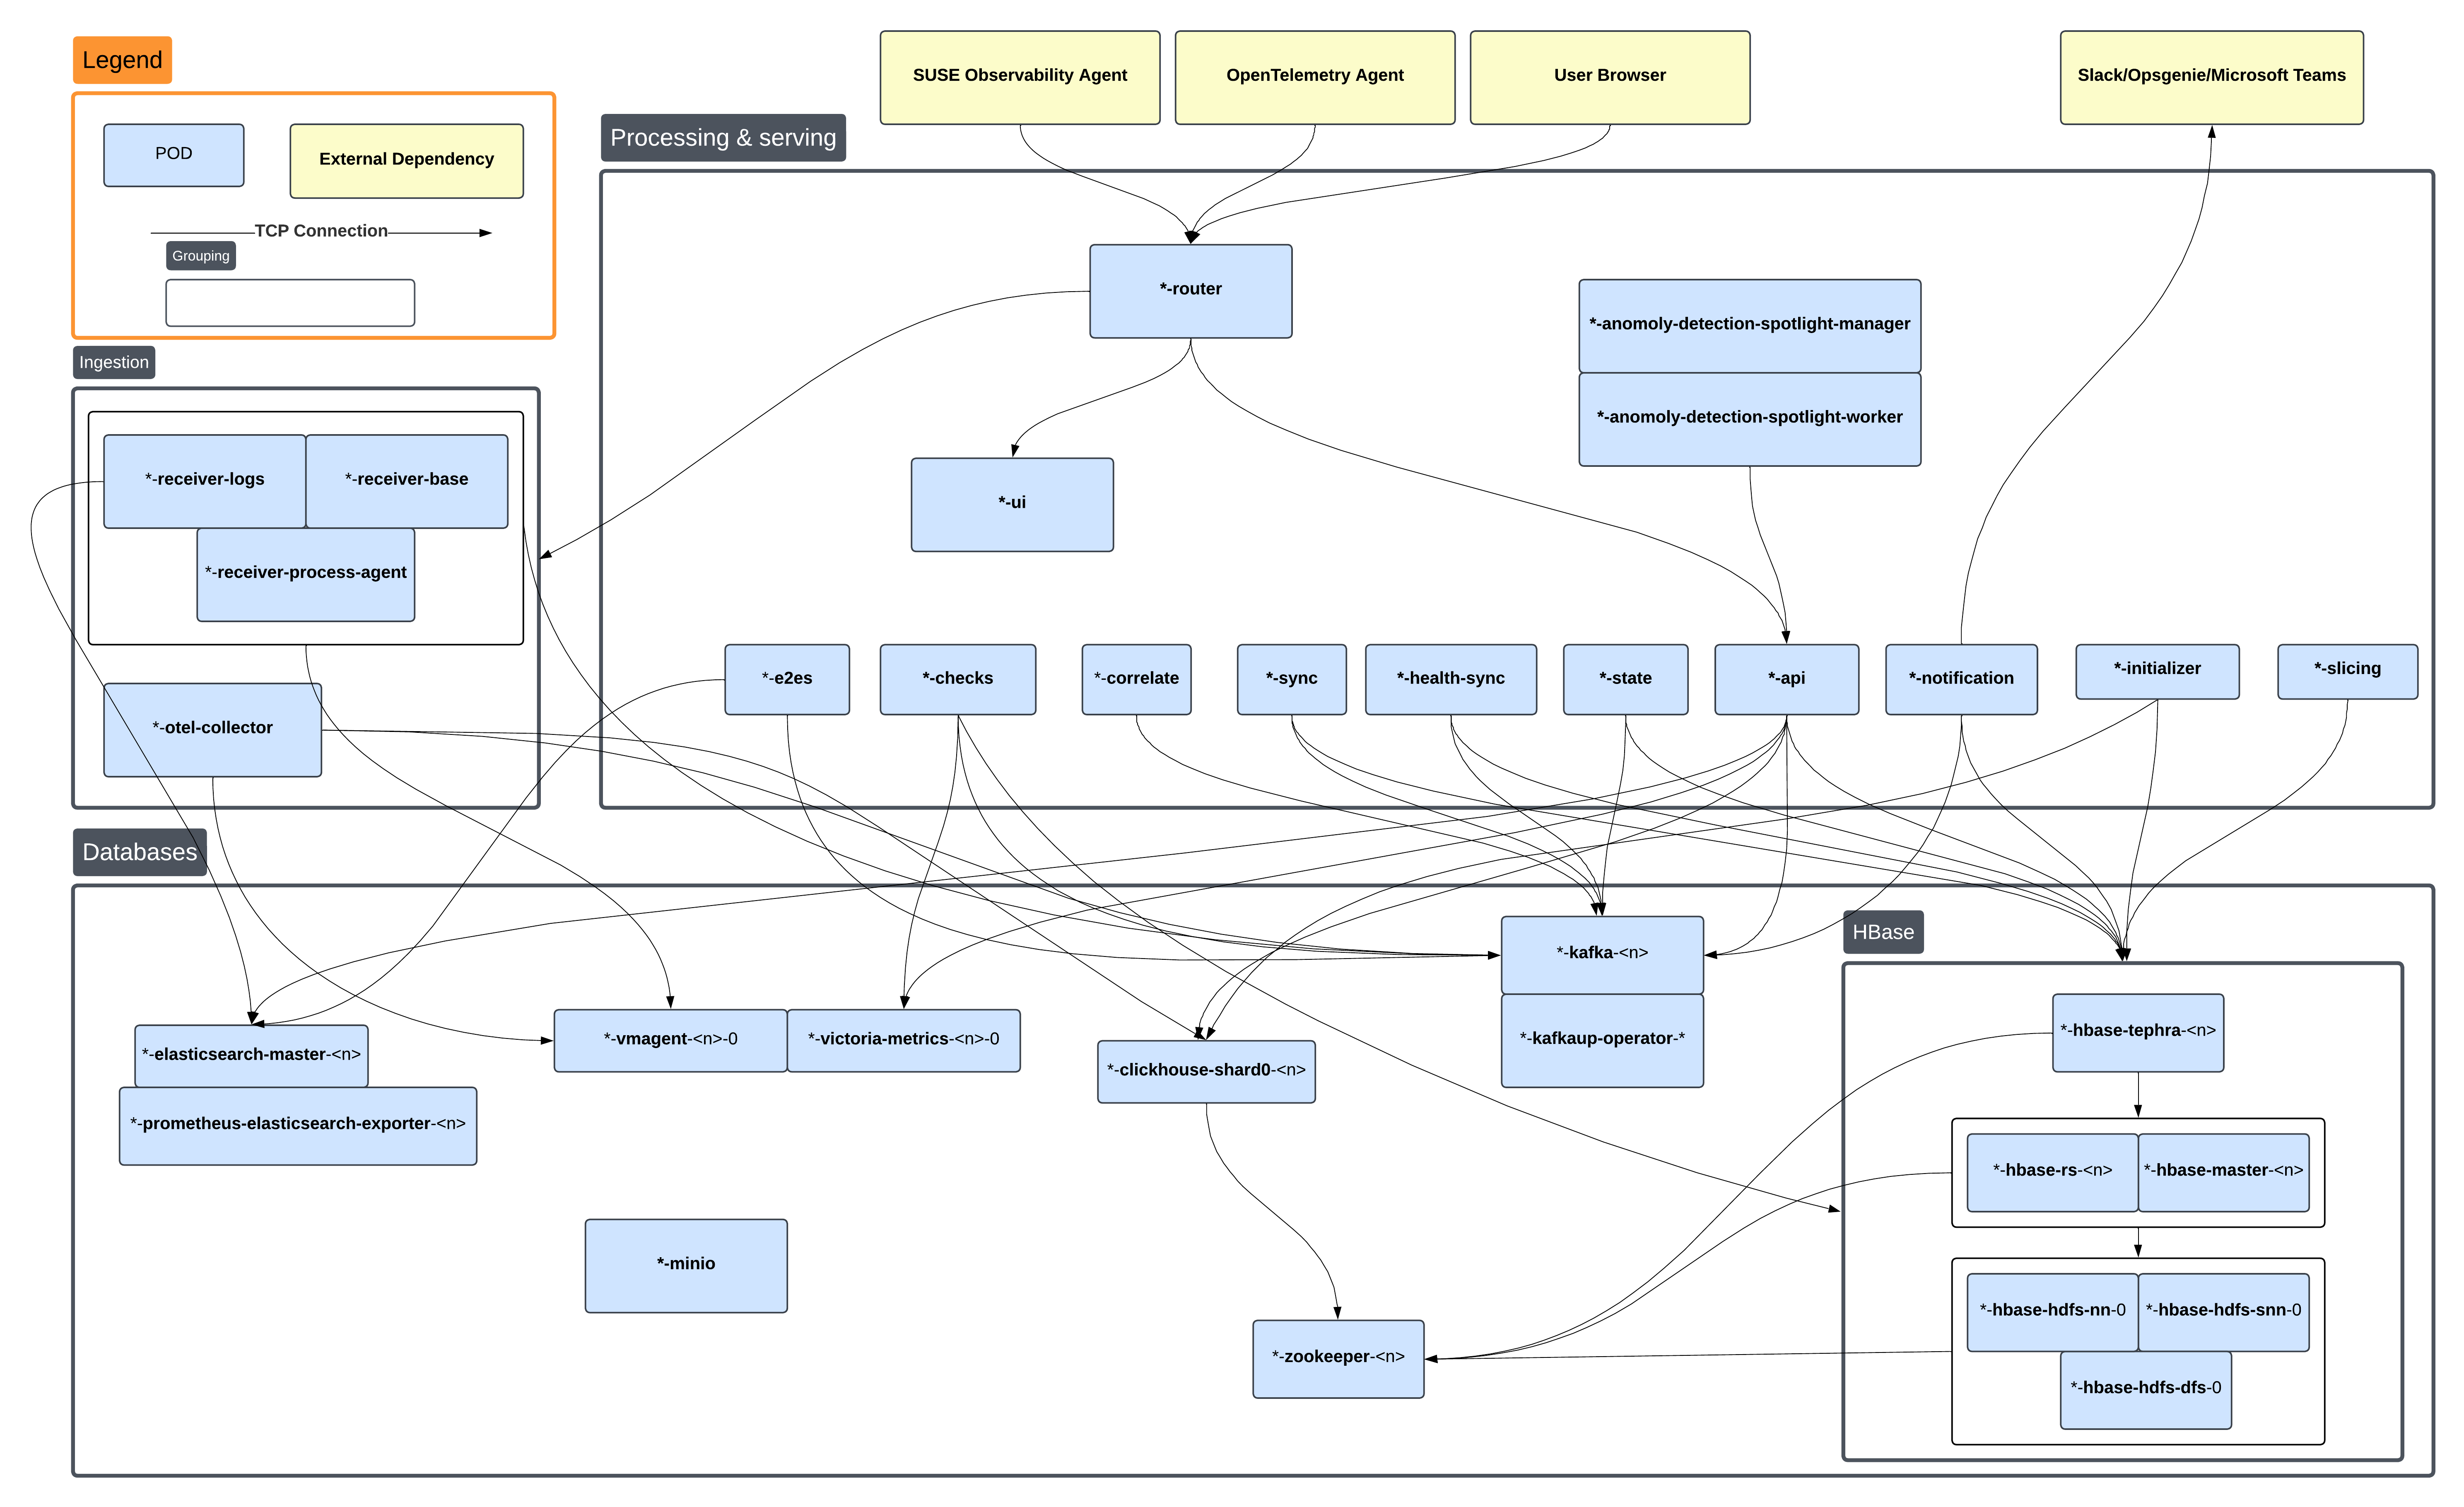 Legend
POD
External Dependency
TCP Connection
Grouping
SUSE Observability Agent
OpenTelemetry Agent
User Browser
Slack/Opsgenie/Microsoft Teams
Processing & serving
*-router
*-anomoly-detection-spotlight-manager
*-anomoly-detection-spotlight-worker
*-ui
Ingestion
*-receiver-logs
*-receiver-base
*-receiver-process-agent
*-otel-collector
*-e2es
*-checks
*-correlate
*-sync
*-health-sync
*-state
*-api
*-notification
*-initializer
*-slicing
Databases
*-elasticsearch-master-<n>
*-prometheus-elasticsearch-exporter-<n>
*-vmagent-<n>-0
*-victoria-metrics-<n>-0
*-clickhouse-shard0-<n>
*-kafka-<n>
*-kafkaup-operator-*
*-minio
*-zookeeper-<n>
HBase
*-hbase-tephra-<n>
*-hbase-rs-<n>
*-hbase-master-<n>
*-hbase-hdfs-nn-0
*-hbase-hdfs-snn-0
*-hbase-hdfs-dfs-0